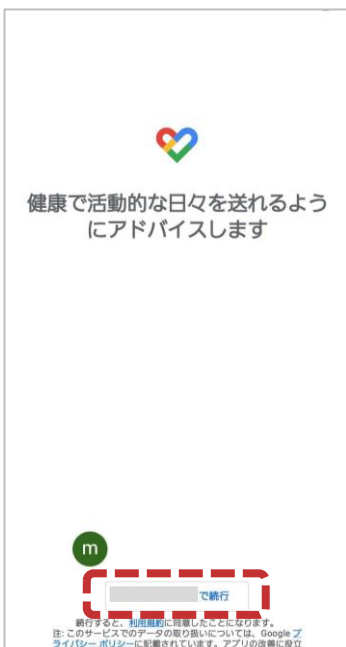 健康で活動的な日々を送れるよう
にアドバイスします
m
で続行
続行すると、利用規約に同意したことになります。
注: このサービスでのデータの取り扱いについては、Google プ
ライバシー ポリシーに記載されています。アプリの改善に役立